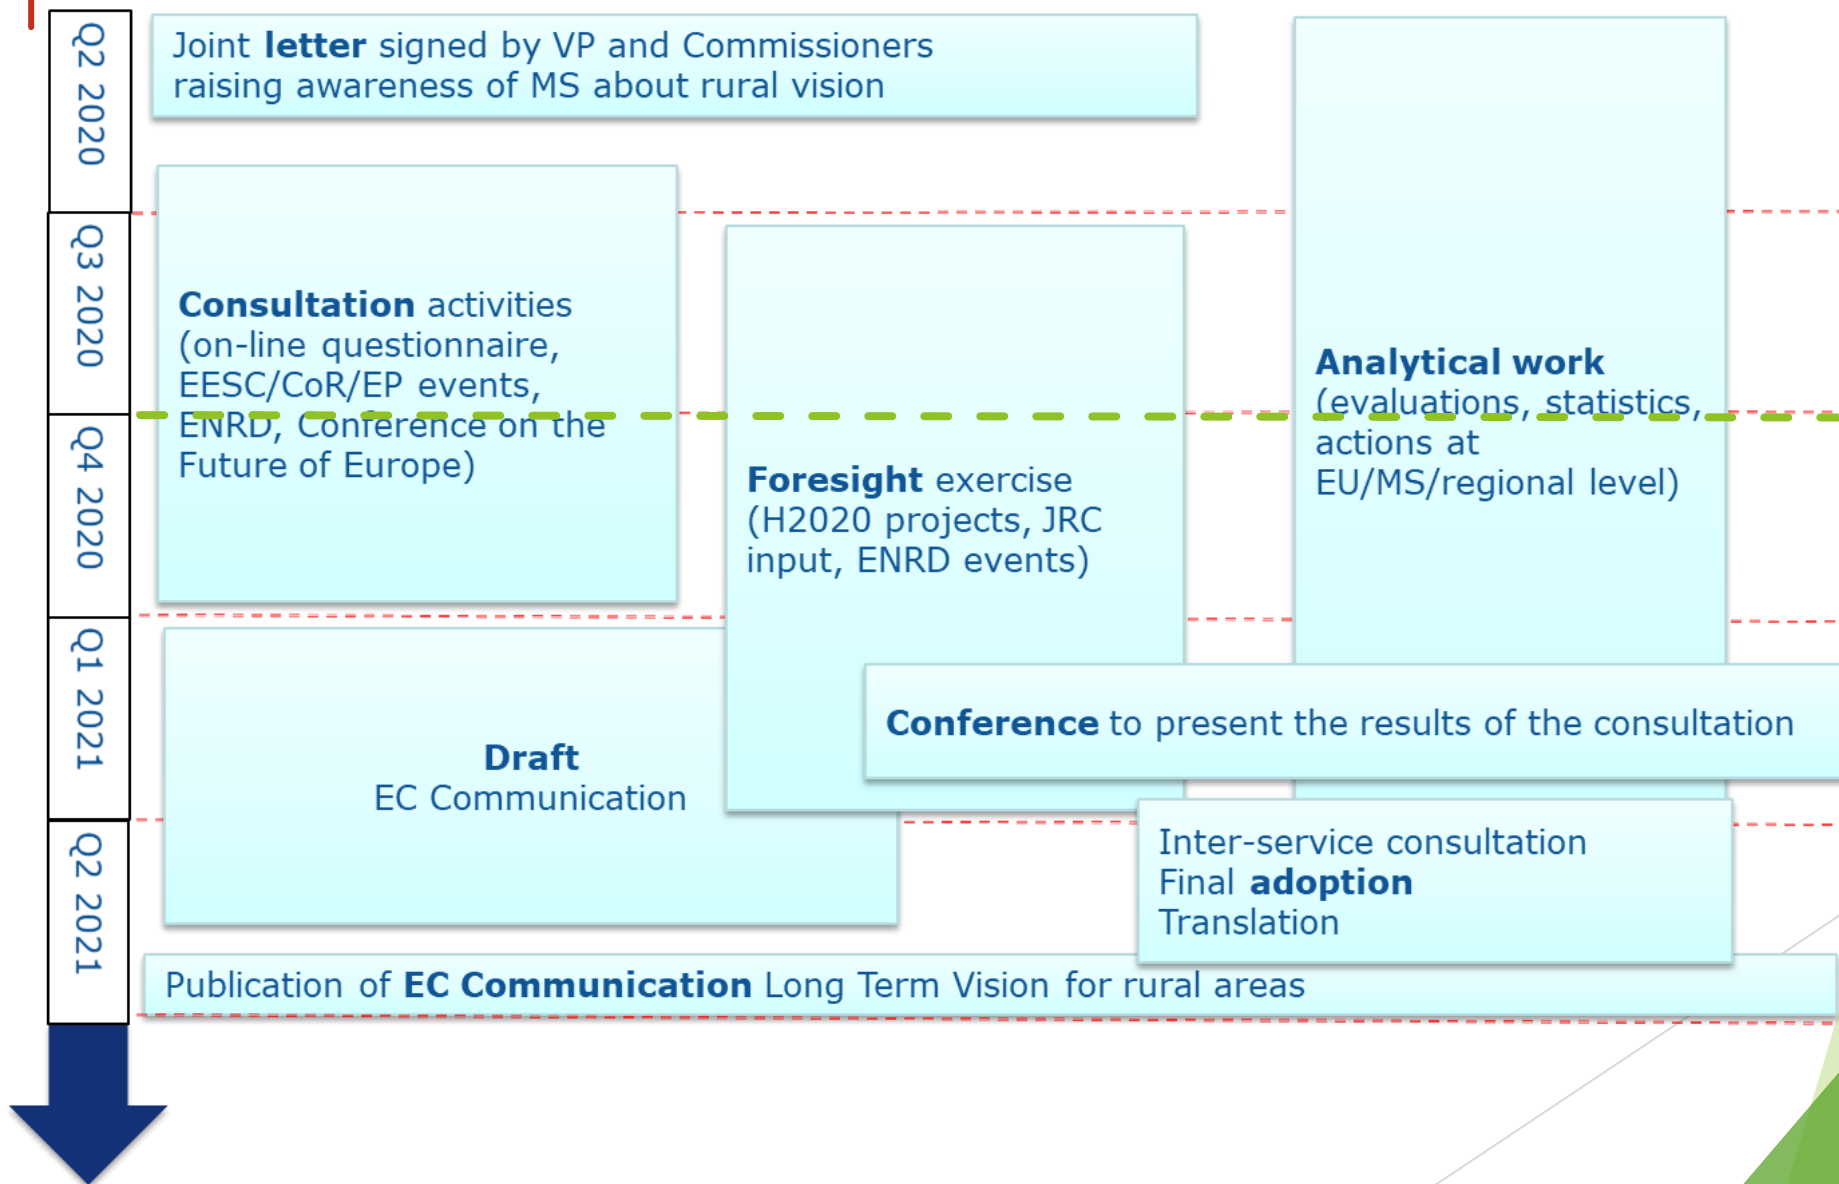 Q2 2020
Joint letter signed by VP and Commissioners
raising awareness of MS about rural vision
Q3 2020
Consultation activities
(on-line questionnaire,
EESC/CoR/EP events,
ENRD, Conference on the
Future of Europe)
Analytical work
(evaluations, statistics,
actions at
EU/MS/regional level)
Q4 2020
Foresight exercise
(H2020 projects, JRC
input, ENRD events)
Q1 2021
Draft
EC Communication
Conference to present the results of the consultation
Q2 2021
Inter-service consultation
Final adoption
Translation
Publication of EC Communication Long Term Vision for rural areas